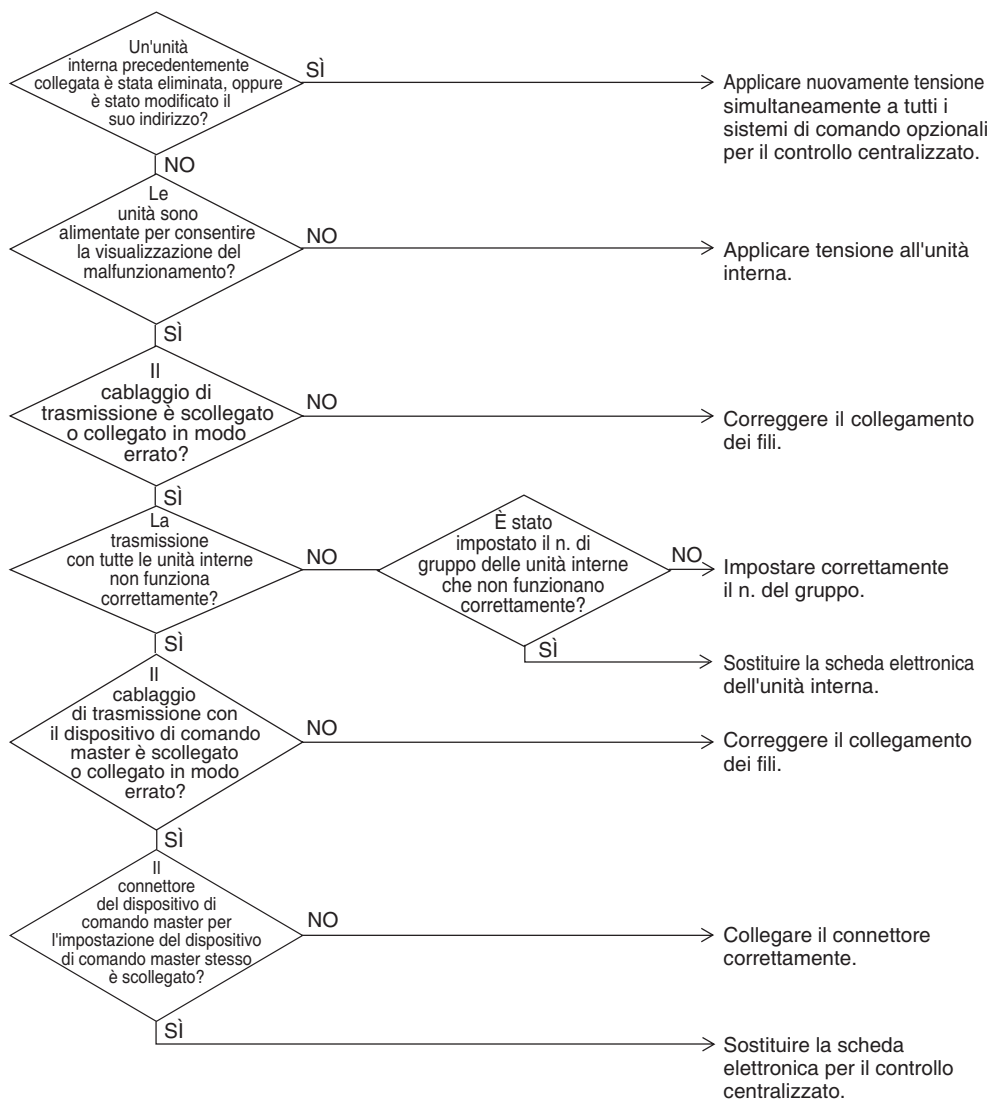 Un'unità
interna precedentemente
collegata è stata eliminata, oppure
è stato modificato il
suo indirizzo?
SÌ
Applicare nuovamente tensione
simultaneamente a tutti i
sistemi di comando opzionali
per il controllo centralizzato.
NO
Le
unità sono
alimentate per consentire
la visualizzazione del
malfunzionamento?
NO
Applicare tensione all'unità
interna.
SÌ
Il
cablaggio di
trasmissione è scollegato
o collegato in modo
errato?
NO
Correggere il collegamento
dei fili.
SÌ
La
trasmissione
con tutte le unità interne
non funziona
correttamente?
NO
È stato
impostato il n. di
gruppo delle unità interne
che non funzionano
correttamente?
NO
Impostare correttamente
il n. del gruppo.
SÌ
Sostituire la scheda elettronica
dell'unità interna.
SÌ
Il
cablaggio
di trasmissione con
il dispositivo di comando
master è scollegato
o collegato in modo
errato?
NO
Correggere il collegamento
dei fili.
SÌ
Il
connettore
del dispositivo di
comando master per
l'impostazione del dispositivo
di comando master stesso
è scollegato?
NO
Collegare il connettore
correttamente.
SÌ
Sostituire la scheda
elettronica per il controllo
centralizzato.